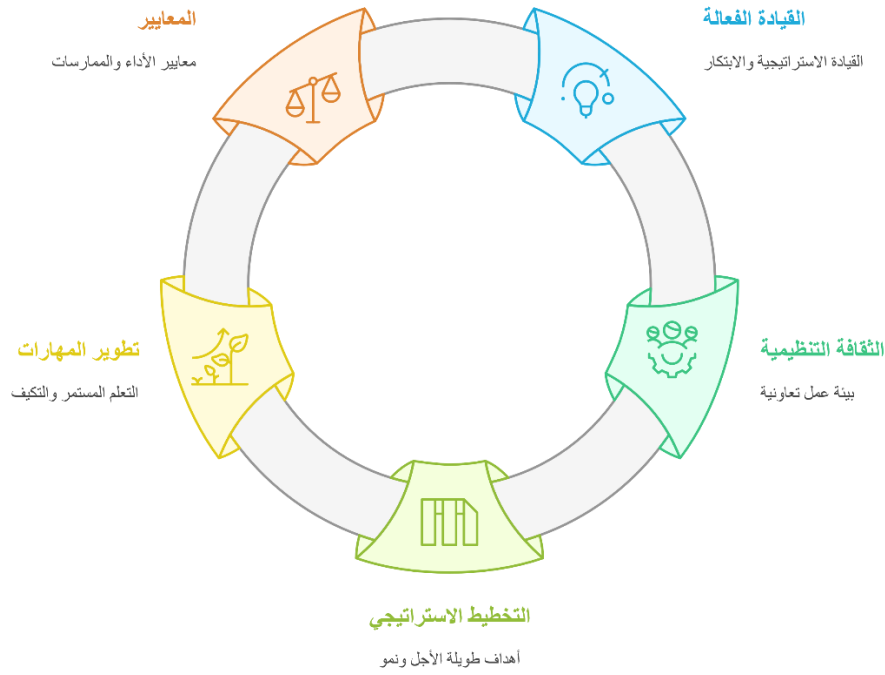 القيادة الفعالة
القيادة الاستراتيجية والابتكار
المعايير
معايير الأداء والممارسات
الثقافة التنظيمية
بيئة عمل تعاونية
تطوير المهارات
التعلم المستمر والتكيف
التخطيط الاستراتيجي
أهداف طويلة الأجل ونمو